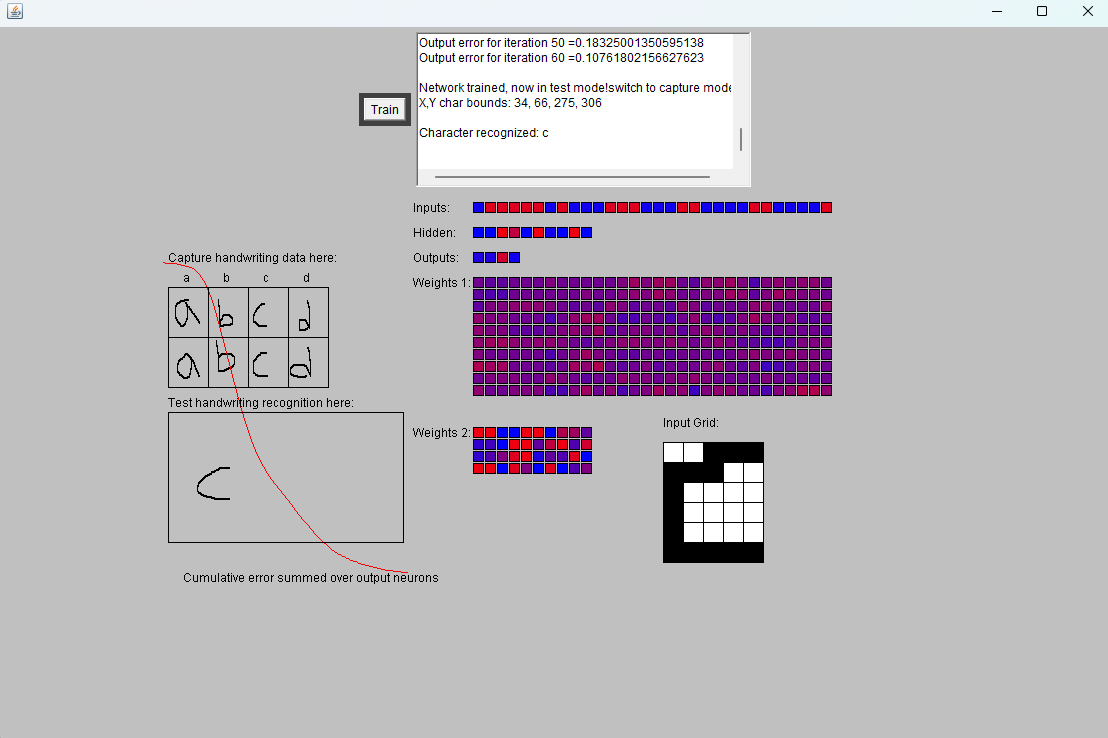 Output error for iteration 50 =0.18325001350595138
Output error for iteration 60 =0.10761802156627623
Network trained, now in test mode!switch to capture mode
X,Y char bounds: 34, 66, 275, 306
Character recognized: c
Train
Inputs:
Hidden:
Outputs:
Weights 1:
Capture handwriting data here:
a b c d
a b c d
a b c d
Test handwriting recognition here:
c
Weights 2:
Input Grid:
Cumulative error summed over output neurons